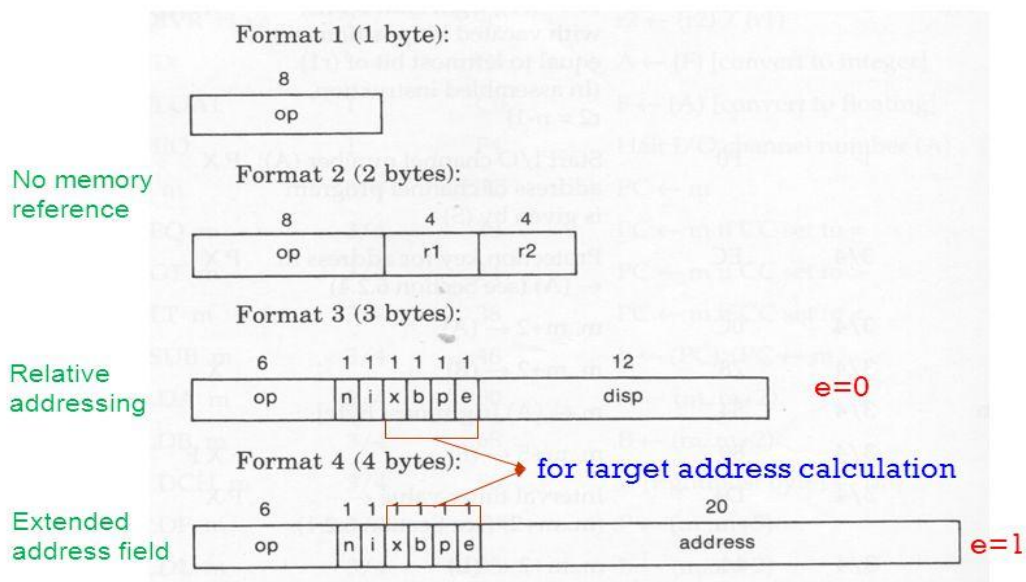 Format 1 (1 byte):
8
op
No memory
reference
Format 2 (2 bytes):
8 4 4
op r1 r2
Format 3 (3 bytes):
Relative
addressing
6 1 1 1 1 1 1 12
op n i x b p e disp
e=0
for target address calculation
Format 4 (4 bytes):
Extended
address field
6 1 1 1 1 1 1 20
op n i x b p e address
e=1